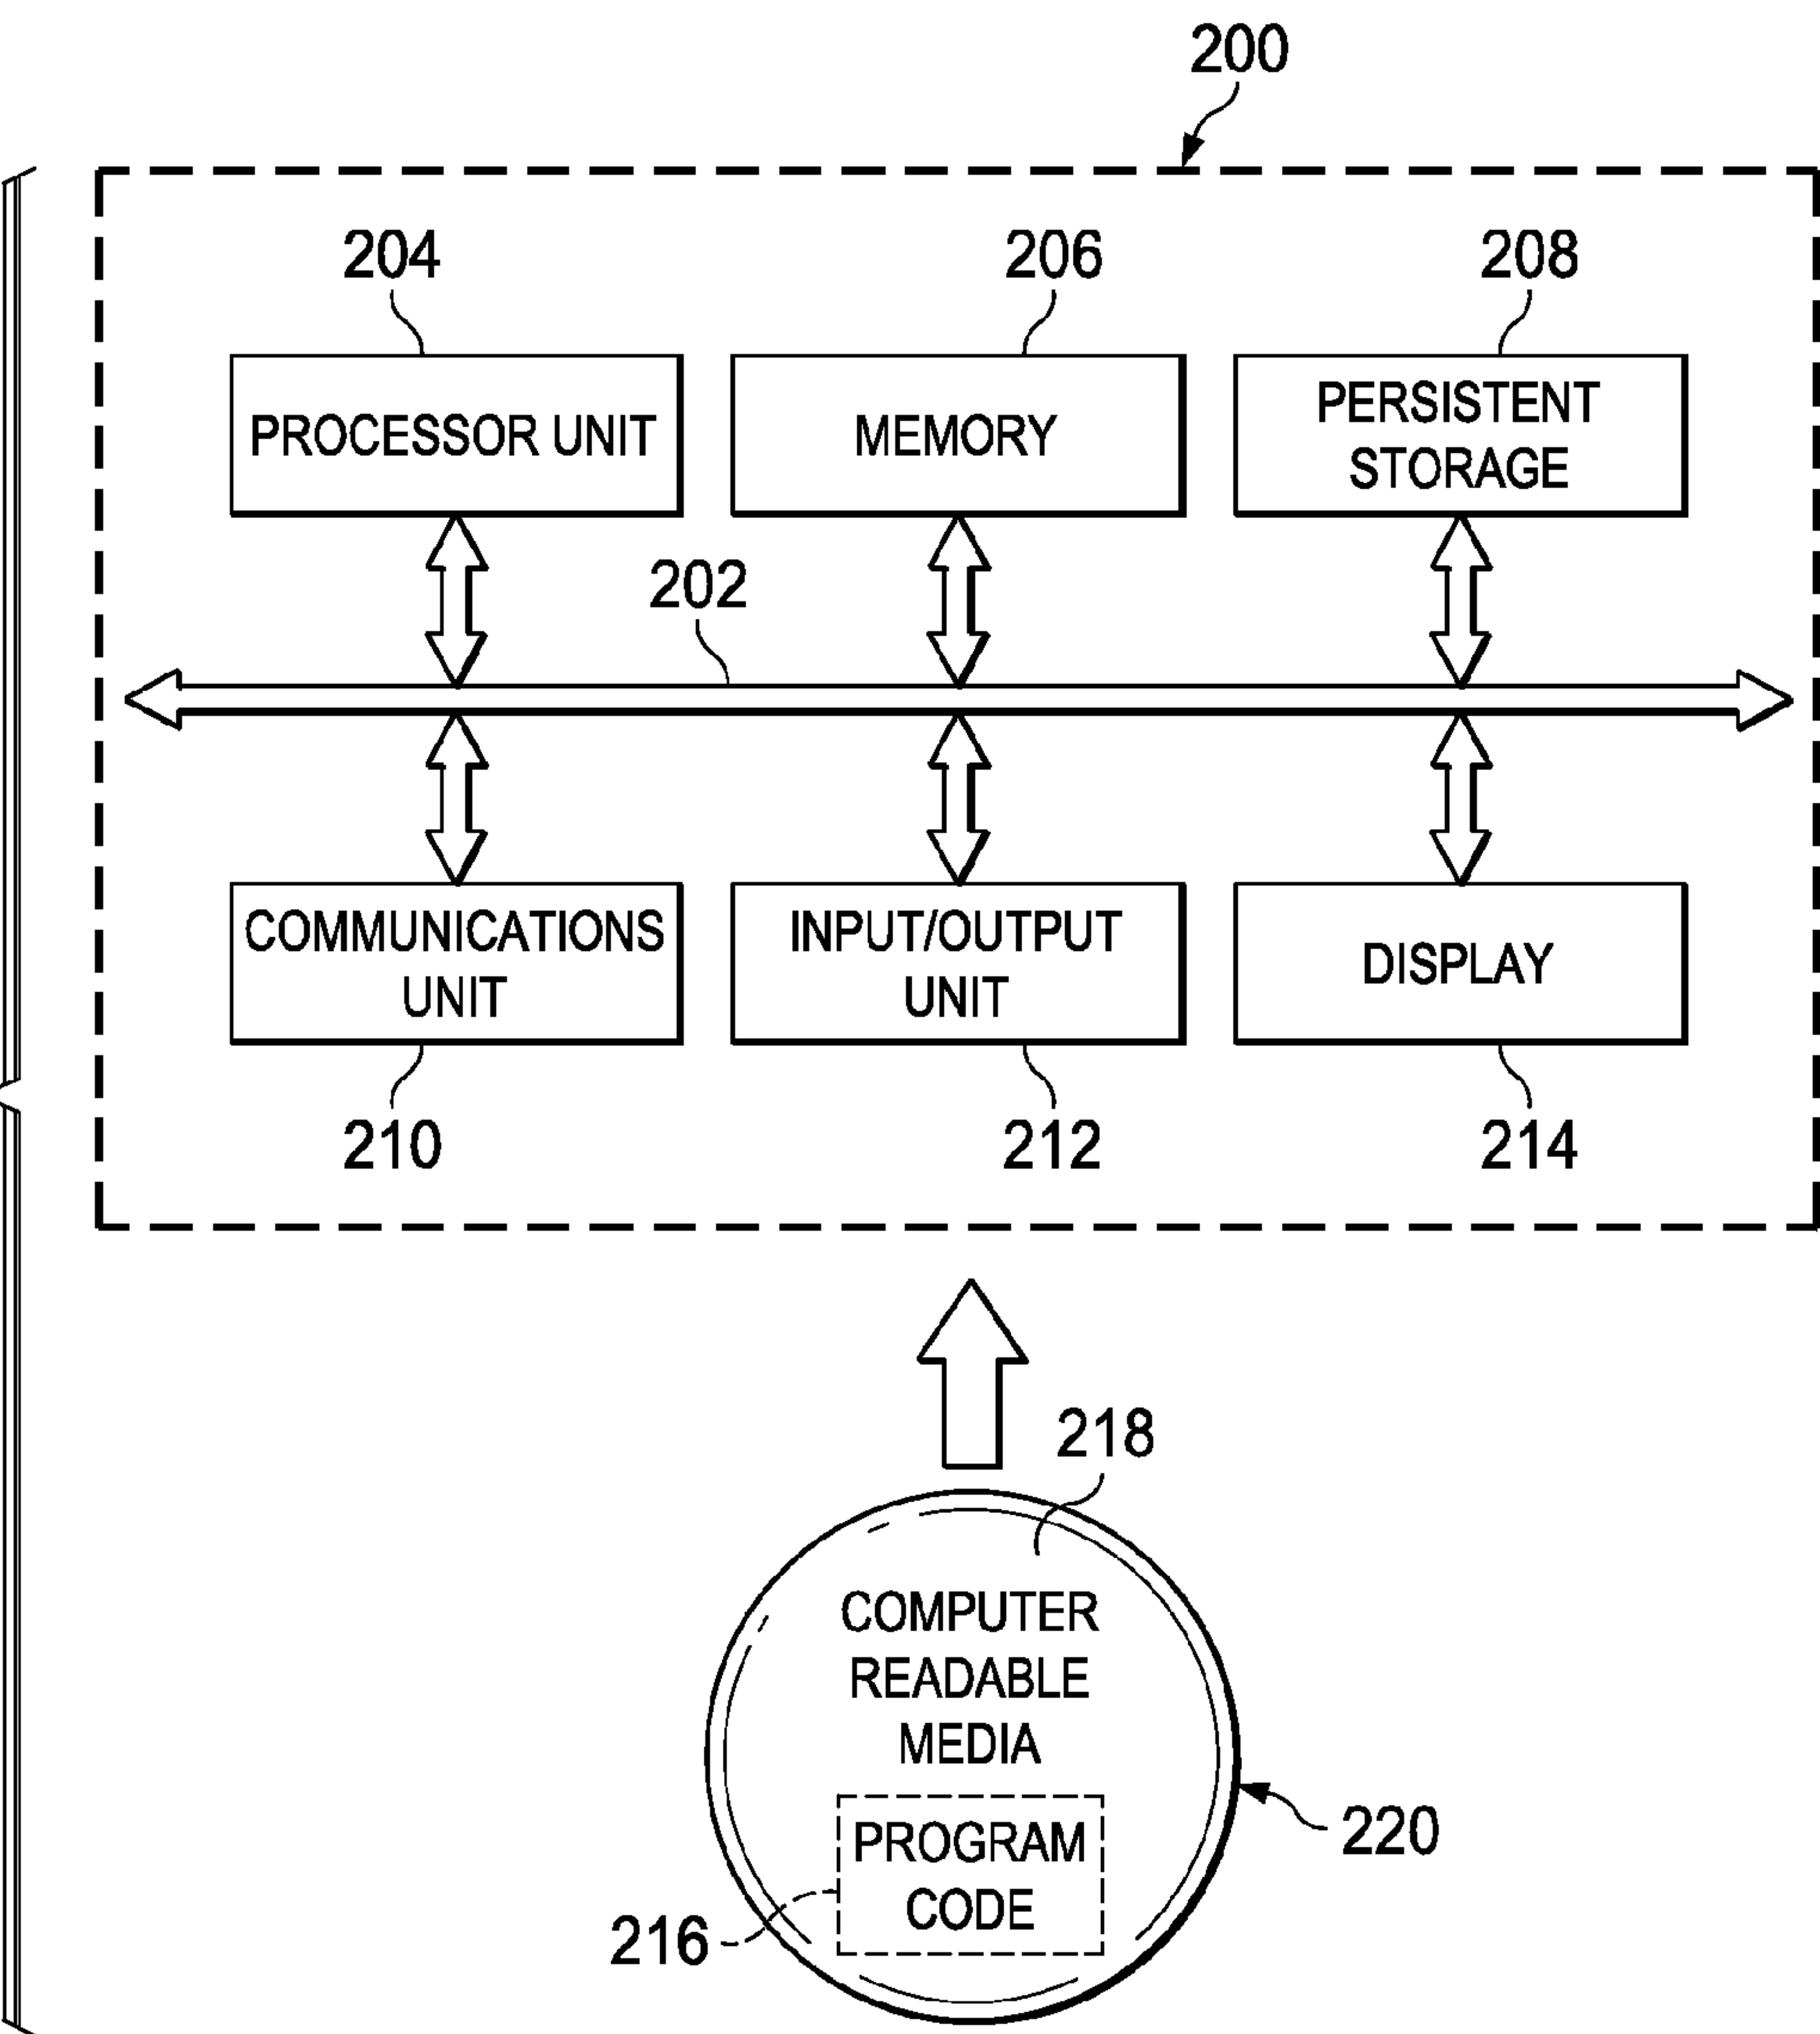 200
204
206
208
PROCESSOR UNIT
MEMORY
PERSISTENT
STORAGE
202
COMMUNICATIONS
UNIT
INPUT/OUTPUT
UNIT
DISPLAY
210
212
214
218
COMPUTER
READABLE
MEDIA
PROGRAM
CODE
220
216